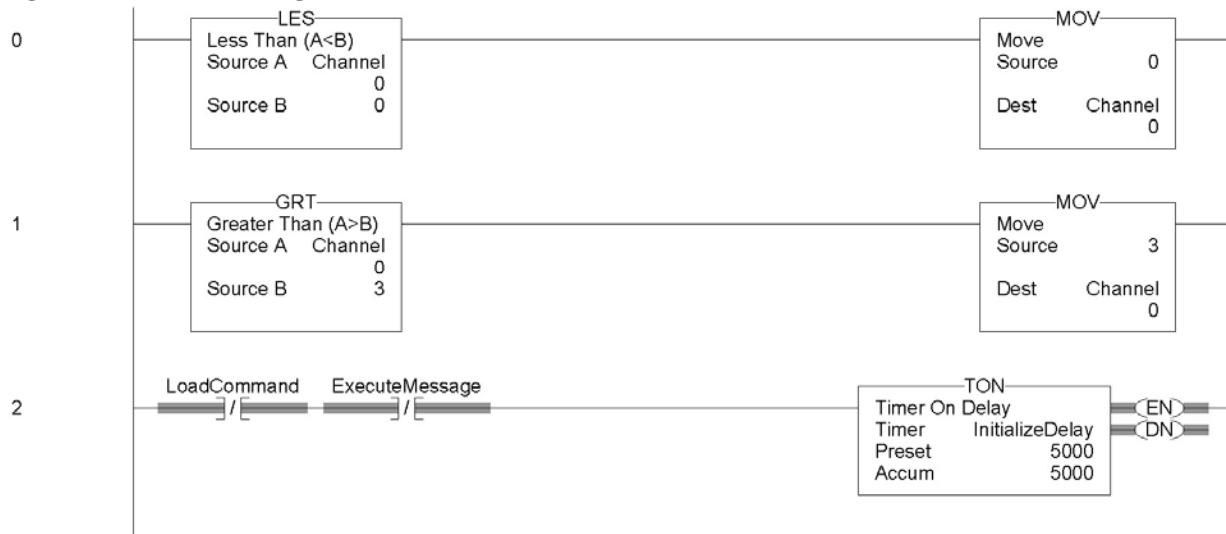 0
LES
Less Than (A<B)
Source A Channel
0
Source B 0
MOV
Move
Source 0
Dest Channel
0
1
GRT
Greater Than (A>B)
Source A Channel
0
Source B 3
MOV
Move
Source 3
Dest Channel
0
2
LoadCommand
/
ExecuteMessage
/
TON
Timer On Delay
Timer InitializeDelay
Preset 5000
Accum 5000
EN
DN